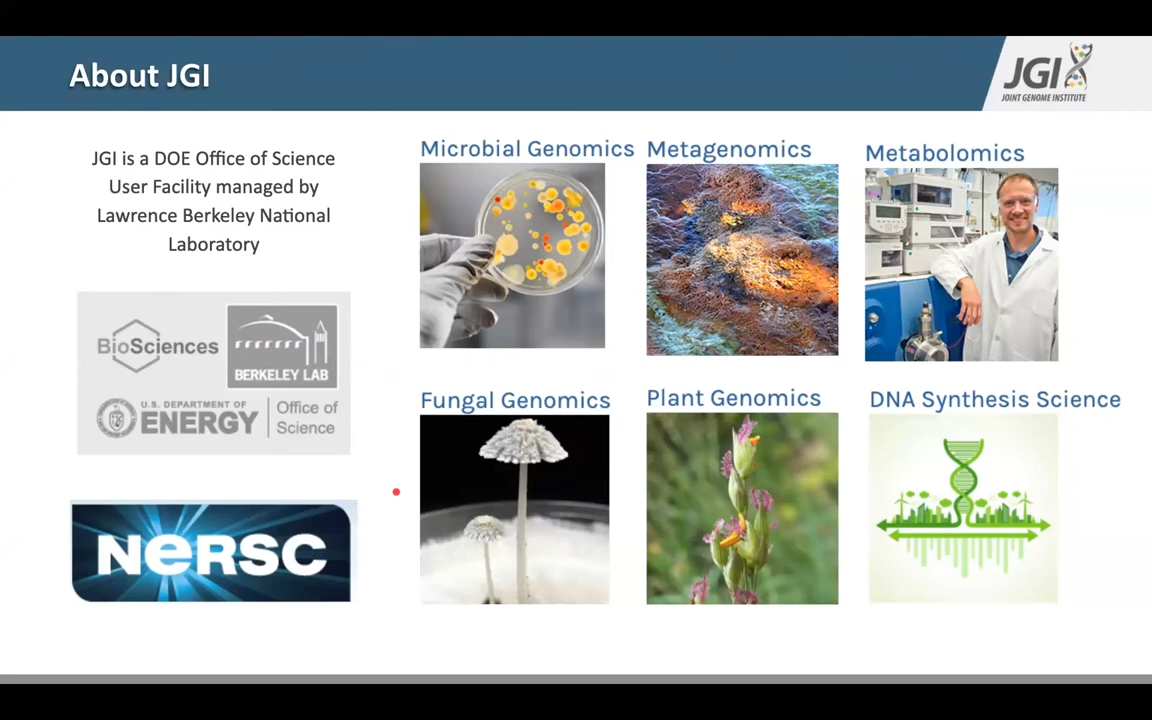 About JGI
JGI
JOINT GENOME INSTITUTE
JGI is a DOE Office of Science
User Facility managed by
Lawrence Berkeley National
Laboratory
BioSciences
BERKELEY LAB
U.S. DEPARTMENT OF
ENERGY
Office of
Science
NERSC
Microbial Genomics
Metagenomics
Metabolomics
Fungal Genomics
Plant Genomics
DNA Synthesis Science